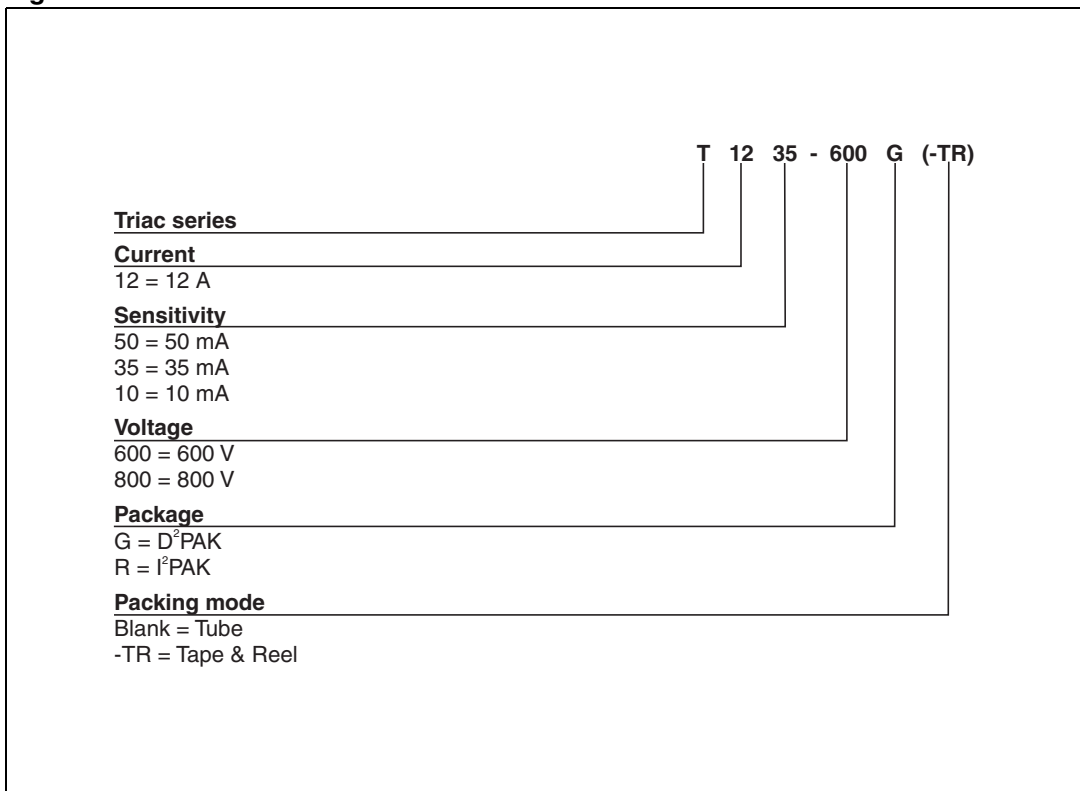 T 12 35 - 600 G (-TR)
Triac series
Current
12 = 12 A
Sensitivity
50 = 50 mA
35 = 35 mA
10 = 10 mA
Voltage
600 = 600 V
800 = 800 V
Package
G = D²PAK
R = I²PAK
Packing mode
Blank = Tube
-TR = Tape & Reel